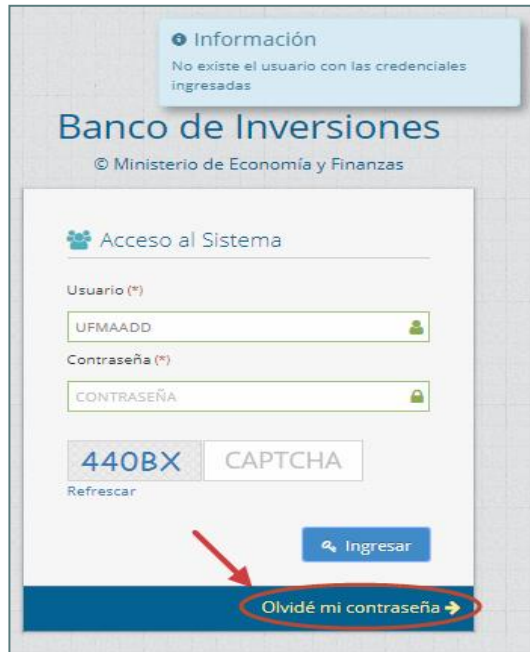 Información
No existe el usuario con las credenciales
ingresadas
Banco de Inversiones
© Ministerio de Economía y Finanzas
Acceso al Sistema
Usuario (*)
UFMAADD
Contraseña (*)
CONTRASEÑA
440BX CAPTCHA
Refrescar
Ingresar
Olvidé mi contraseña